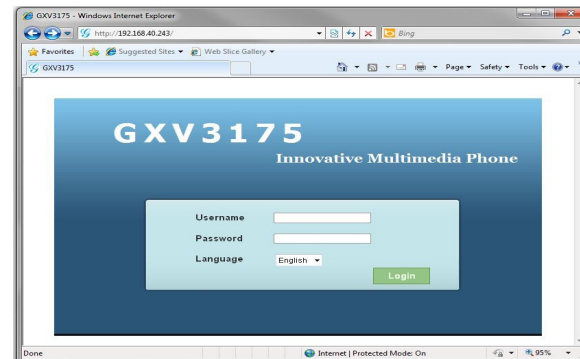 GXV3175 - Windows Internet Explorer
http://192.168.40.243/
Bing
Favorites Suggested Sites Web Slice Gallery
GXV3175
Page Safety Tools
GXV3175
Innovative Multimedia Phone
Username
Password
Language English
Login
Done Internet | Protected Mode: On 95%